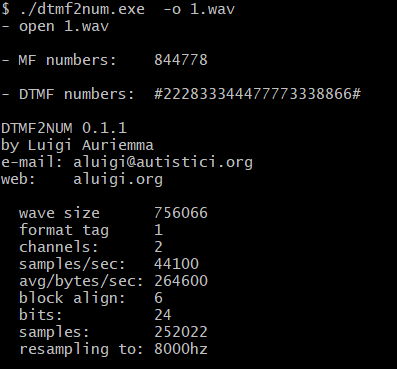 $ ./dtmf2num.exe  -o 1.wav
- open 1.wav
- MF numbers:    844778
- DTMF numbers:  #222833344477773338866#
DTMF2NUM 0.1.1
by Luigi Auriemma
e-mail: aluigi@autistici.org
web:    aluigi.org
wave size      756066
format tag     1
channels:      2
samples/sec:   44100
avg/bytes/sec: 264600
block align:   6
bits:          24
samples:       252022
resampling to: 8000hz